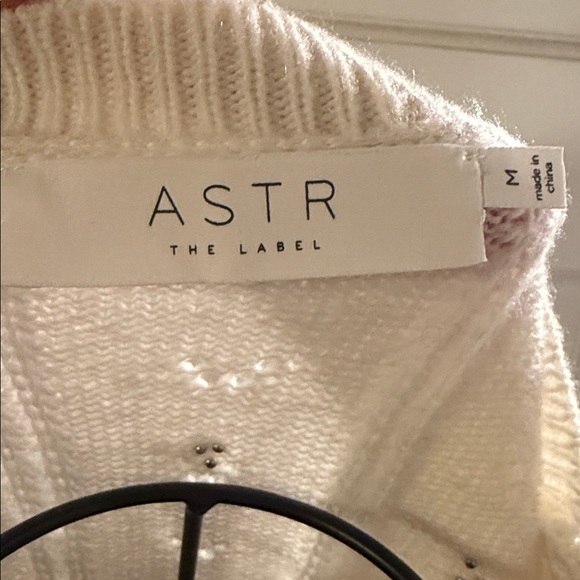 ASTR
THE LABEL
M
made in
china